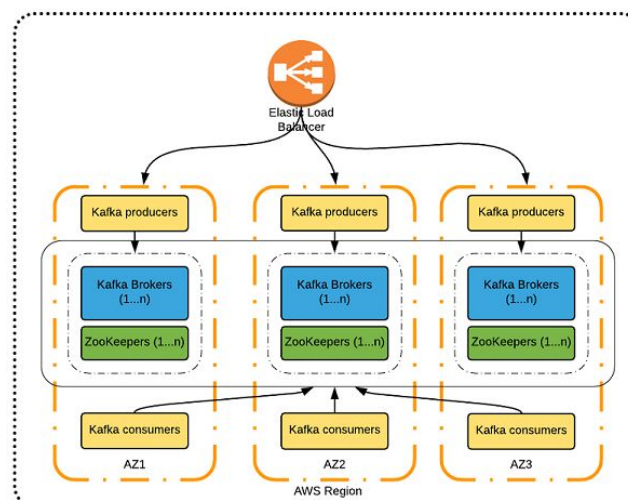 Elastic Load
Balancer
Kafka producers
Kafka producers
Kafka producers
Kafka Brokers
(1...n)
Kafka Brokers
(1...n)
Kafka Brokers
(1...n)
ZooKeepers (1...n)
ZooKeepers (1...n)
ZooKeepers (1...n)
Kafka consumers
Kafka consumers
Kafka consumers
AZ1
AZ2
AZ3
AWS Region